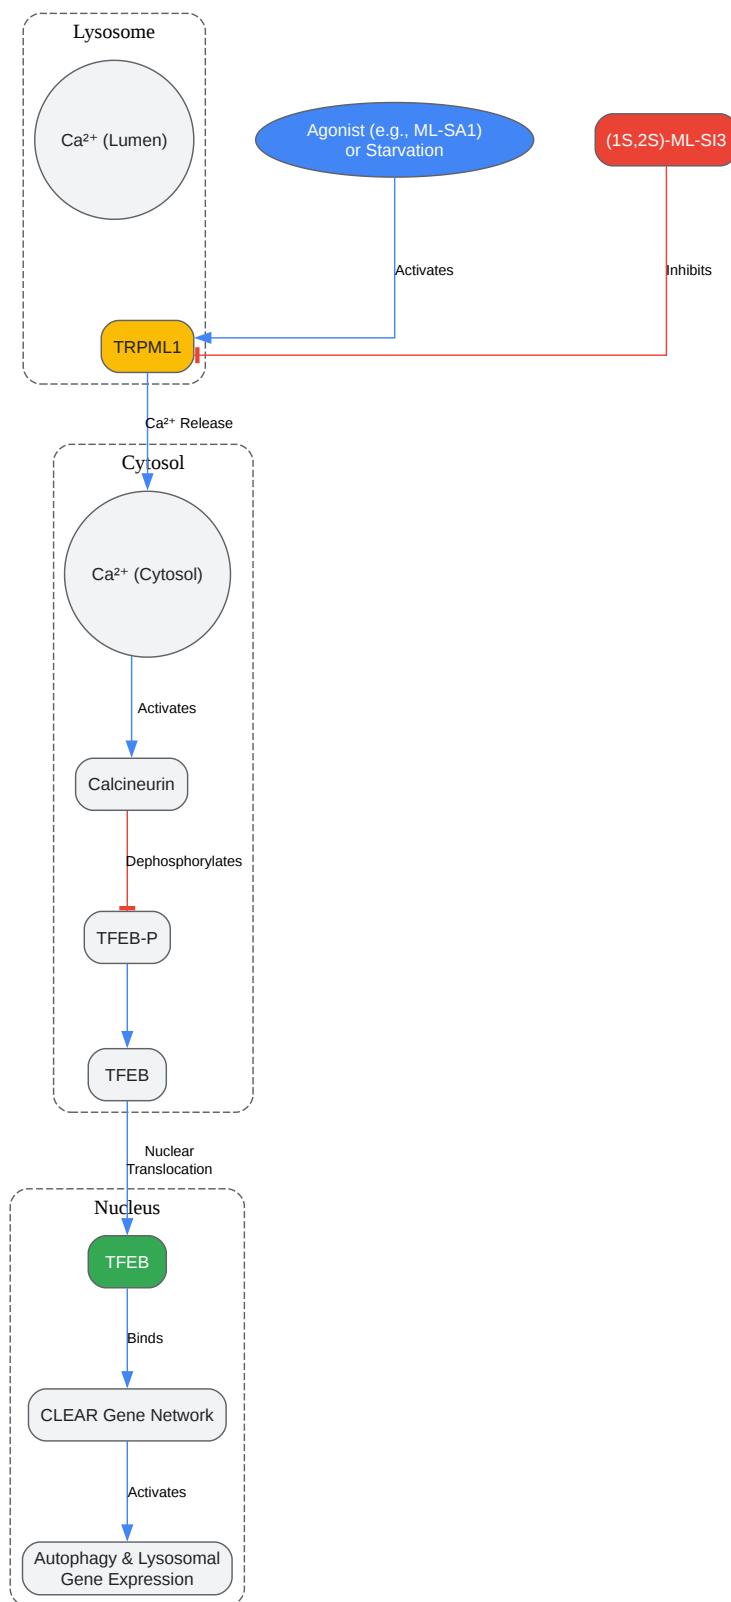 Lysosome
Ca²⁺ (Lumen)
Agonist (e.g., ML-SA1)
or Starvation
(1S,2S)-ML-SI3
Activates
Inhibits
TRPML1
Ca²⁺ Release
Cytosol
Ca²⁺ (Cytosol)
Activates
Calcineurin
Dephosphorylates
TFEB-P
TFEB
Nuclear
Translocation
Nucleus
TFEB
Binds
CLEAR Gene Network
Activates
Autophagy & Lysosomal
Gene Expression